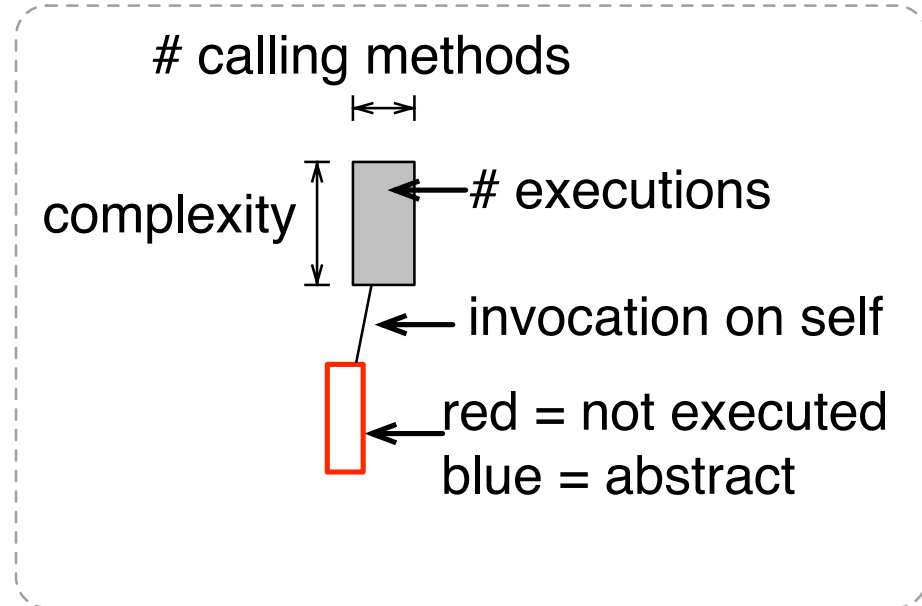 # calling methods
# executions
complexity
invocation on self
red = not executed
blue = abstract